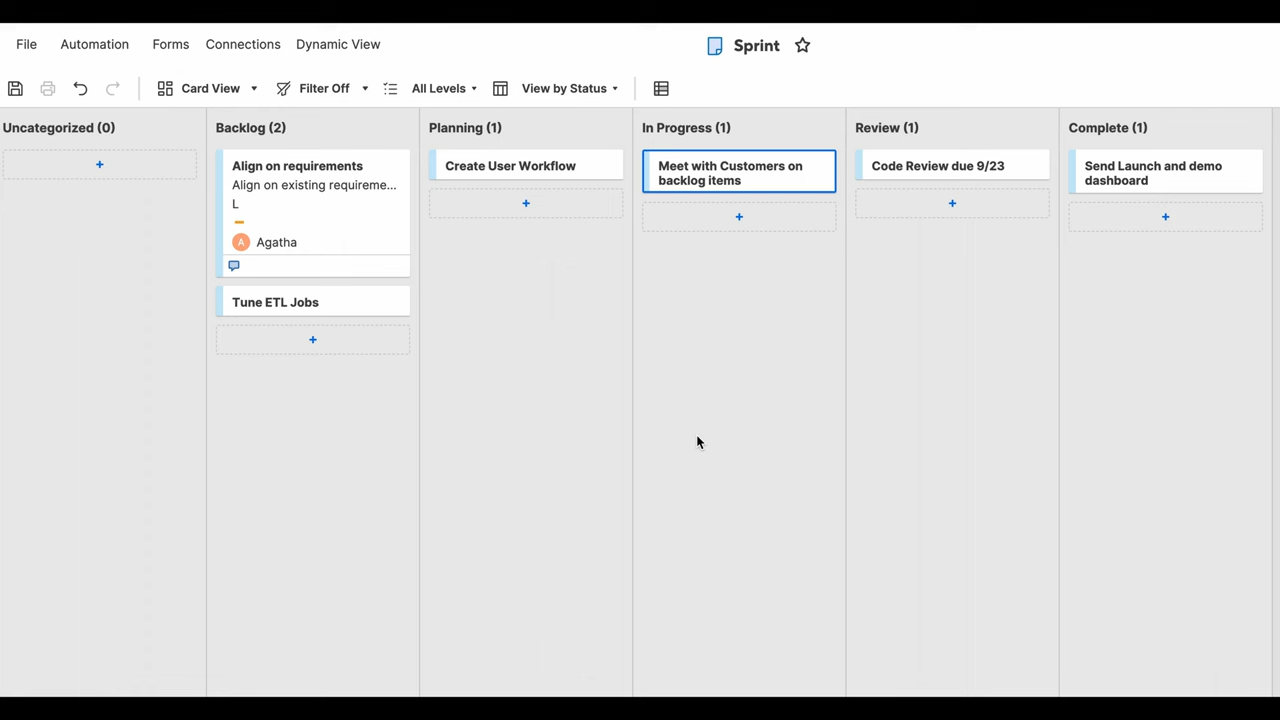 File Automation Forms Connections Dynamic View
Sprint
Card View Filter Off All Levels View by Status
Uncategorized (0)
+
Backlog (2)
Align on requirements
Align on existing requireme...
L
A Agatha
Tune ETL Jobs
+
Planning (1)
Create User Workflow
+
In Progress (1)
Meet with Customers on
backlog items
+
Review (1)
Code Review due 9/23
+
Complete (1)
Send Launch and demo
dashboard
+